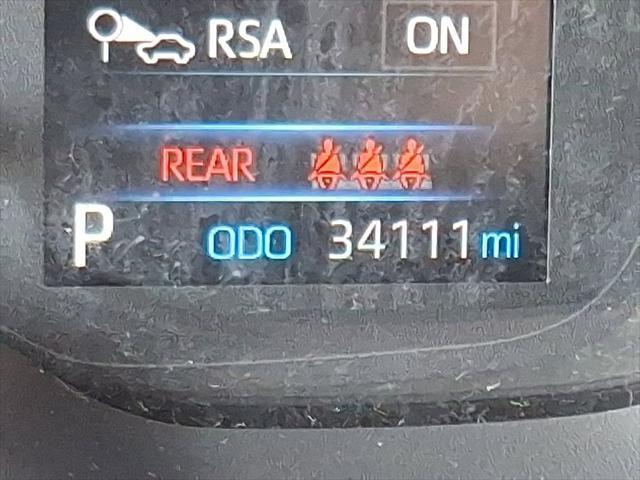 RSA ON
REAR
P ODO 34111 mi